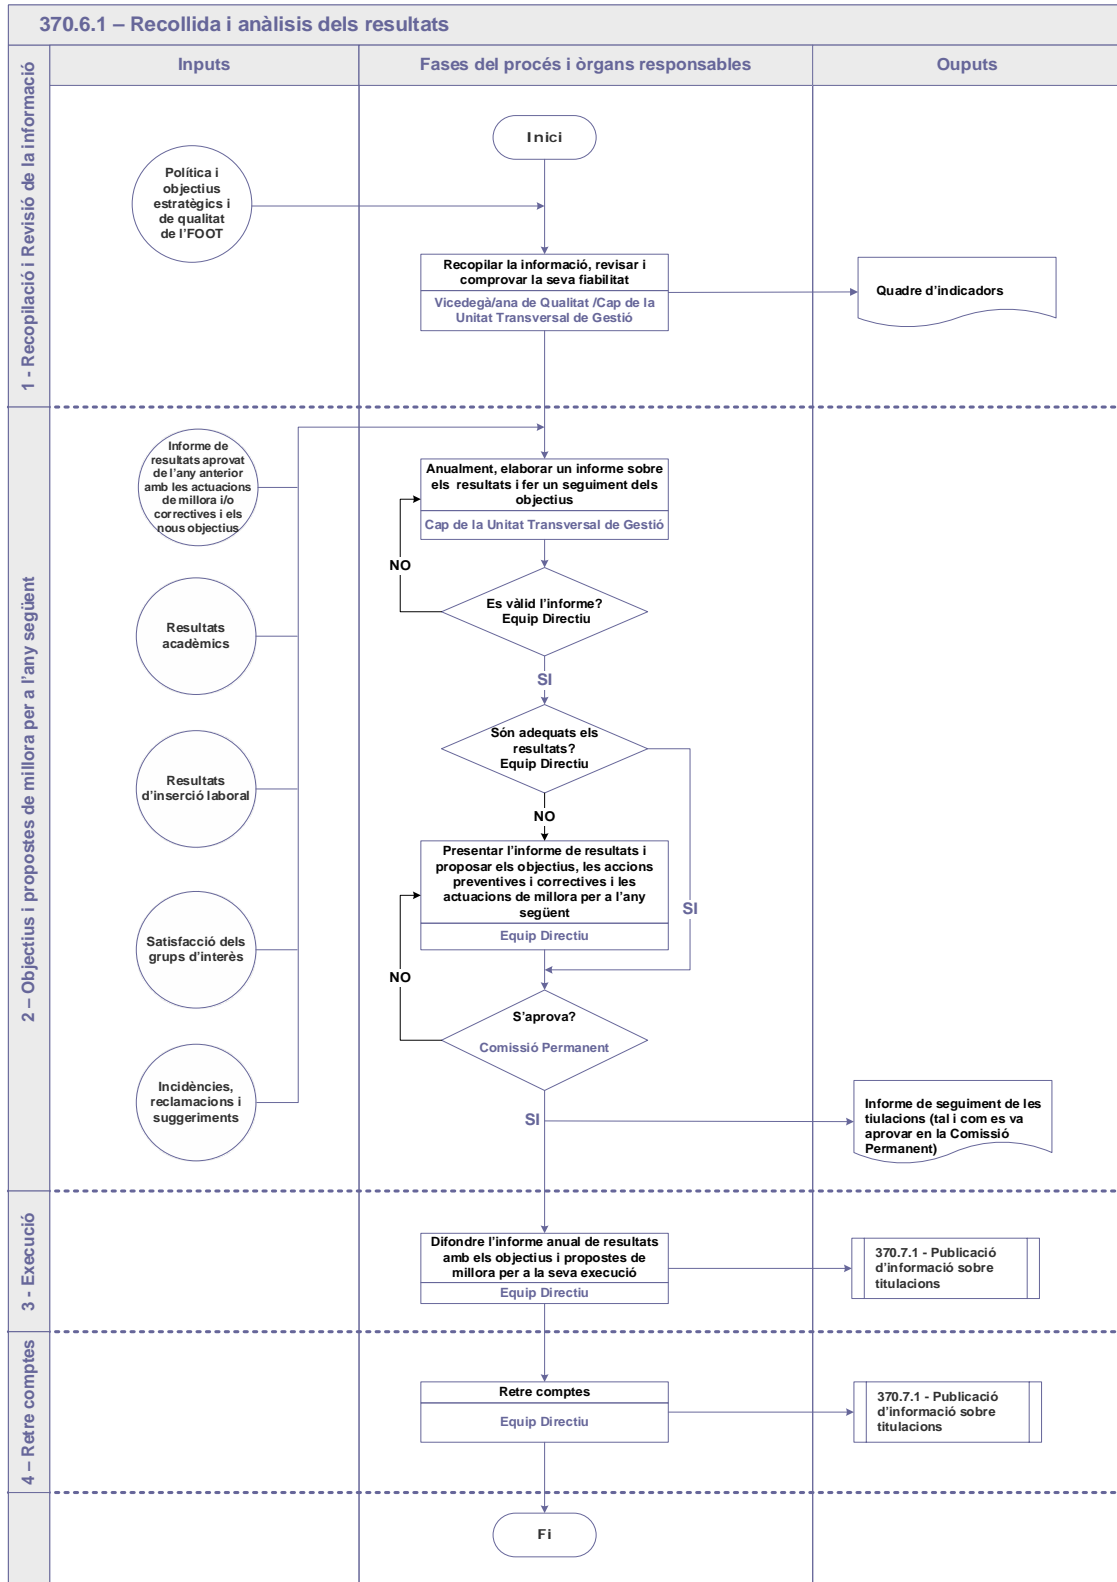 370.6.1 – Recollida i anàlisis dels resultats
Inputs
Fases del procés i òrgans responsables
Ouputs
1 - Recopilació i Revisió de la informació
Inici
Política i
objectius
estratègics i
de qualitat
de l'FOOT
Recopilar la informació, revisar i
comprovar la seva fiabilitat
Vicedegà/ana de Qualitat /Cap de la
Unitat Transversal de Gestió
Quadre d'indicadors
2 – Objectius i propostes de millora per a l'any següent
Informe de
resultats aprovat
de l'any anterior
amb les actuacions
de millora i/o
correctives i els
nous objectius
Resultats
acadèmics
Resultats
d'inserció laboral
Satisfacció dels
grups d'interès
Incidències,
reclamacions i
suggeriments
Anualment, elaborar un informe sobre
els resultats i fer un seguiment dels
objectius
Cap de la Unitat Transversal de Gestió
NO
Es vàlid l'informe?
Equip Directiu
SI
Són adequats els
resultats?
Equip Directiu
NO
Presentar l'informe de resultats i
proposar els objectius, les accions
preventives i correctives i les
actuacions de millora per a l'any
següent
Equip Directiu
SI
NO
S'aprova?
Comissió Permanent
SI
Informe de seguiment de les
tiulacions (tal i com es va
aprovar en la Comissió
Permanent)
3 - Execució
Difondre l'informe anual de resultats
amb els objectius i propostes de
millora per a la seva execució
Equip Directiu
370.7.1 - Publicació
d'informació sobre
titulacions
4 – Retre comptes
Retre comptes
Equip Directiu
370.7.1 - Publicació
d'informació sobre
titulacions
Fi